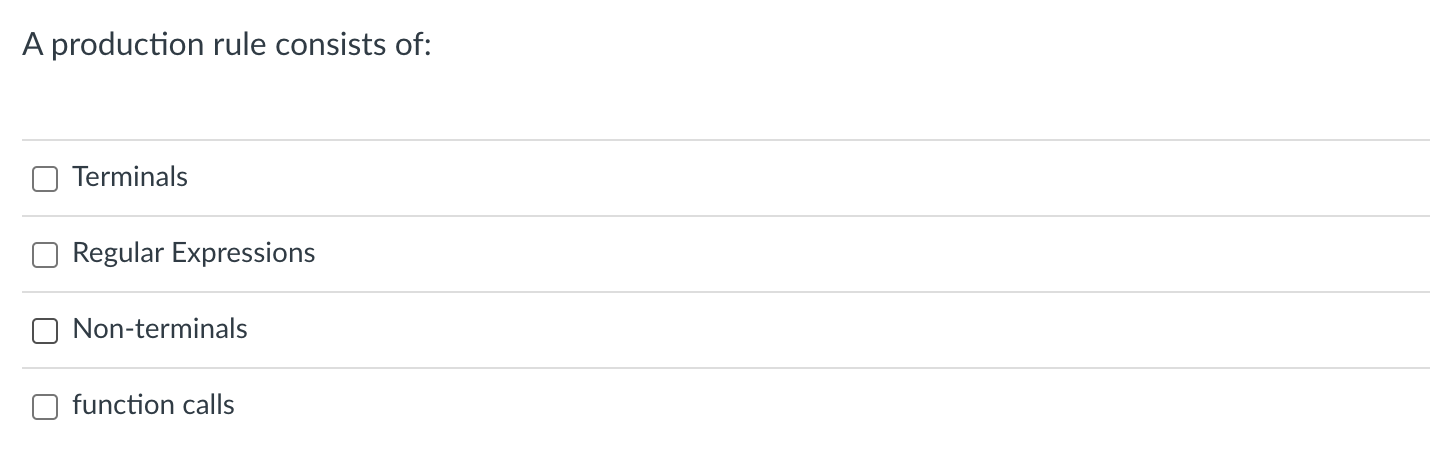 A production rule consists of:
Terminals
Regular Expressions
Non-terminals
function calls